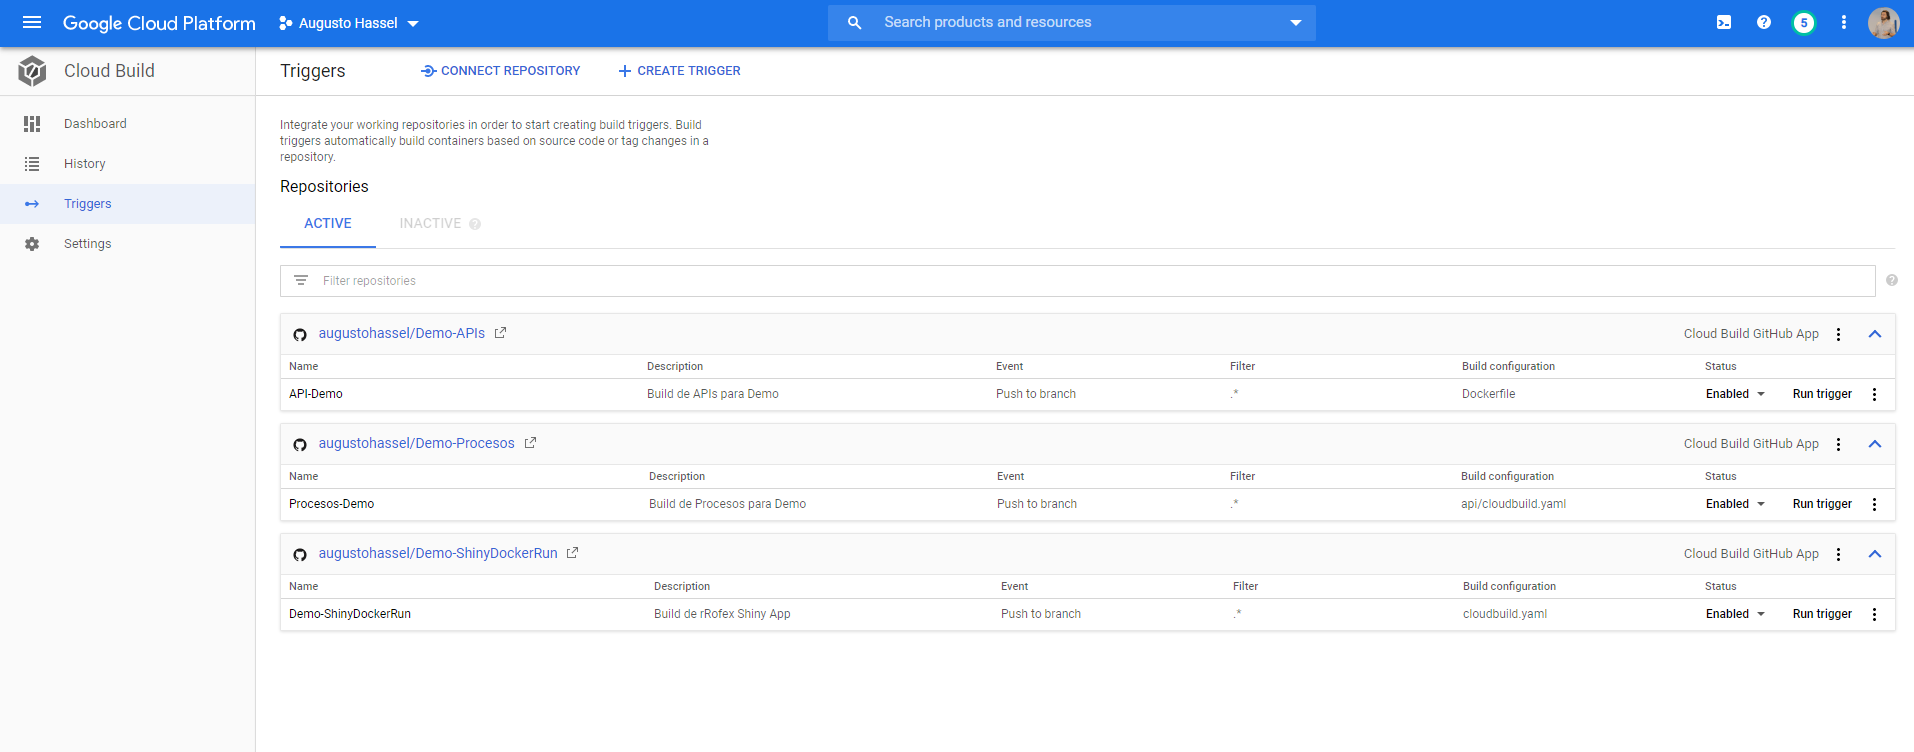 Google Cloud Platform Augusto Hassel Search products and resources 5
Cloud Build Triggers CONNECT REPOSITORY CREATE TRIGGER
Dashboard
History
Triggers
Settings
Integrate your working repositories in order to start creating build triggers. Build
triggers automatically build containers based on source code or tag changes in a
repository.
Repositories
ACTIVE INACTIVE ?
Filter repositories ?
augustohassel/Demo-APIs Cloud Build GitHub App
Name Description Event Filter Build configuration Status
API-Demo Build de APIs para Demo Push to branch .* Dockerfile Enabled Run trigger
augustohassel/Demo-Procesos Cloud Build GitHub App
Name Description Event Filter Build configuration Status
Procesos-Demo Build de Procesos para Demo Push to branch .* api/cloudbuild.yaml Enabled Run trigger
augustohassel/Demo-ShinyDockerRun Cloud Build GitHub App
Name Description Event Filter Build configuration Status
Demo-ShinyDockerRun Build de rRofex Shiny App Push to branch .* cloudbuild.yaml Enabled Run trigger